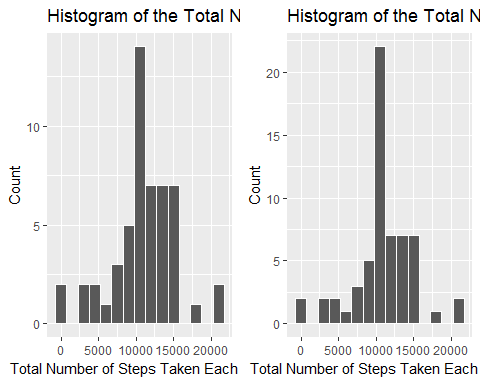 Histogram of the Total N
10
5
0
Count
0 5000 10000 15000 20000
Total Number of Steps Taken Each
Histogram of the Total N
20
15
10
5
0
Count
0 5000 10000 15000 20000
Total Number of Steps Taken Each